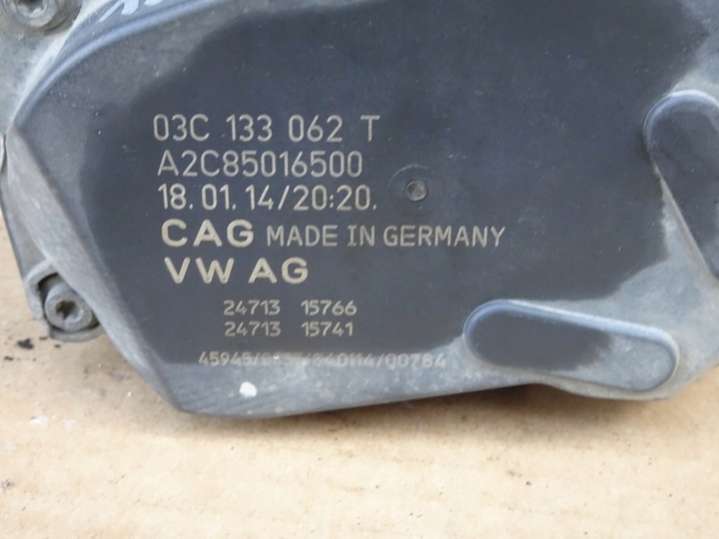 03C 133 062 T
A2C85016500
18.01.14/20:20.
CAG MADE IN GERMANY
VW AG
24713 15766
24713 15741